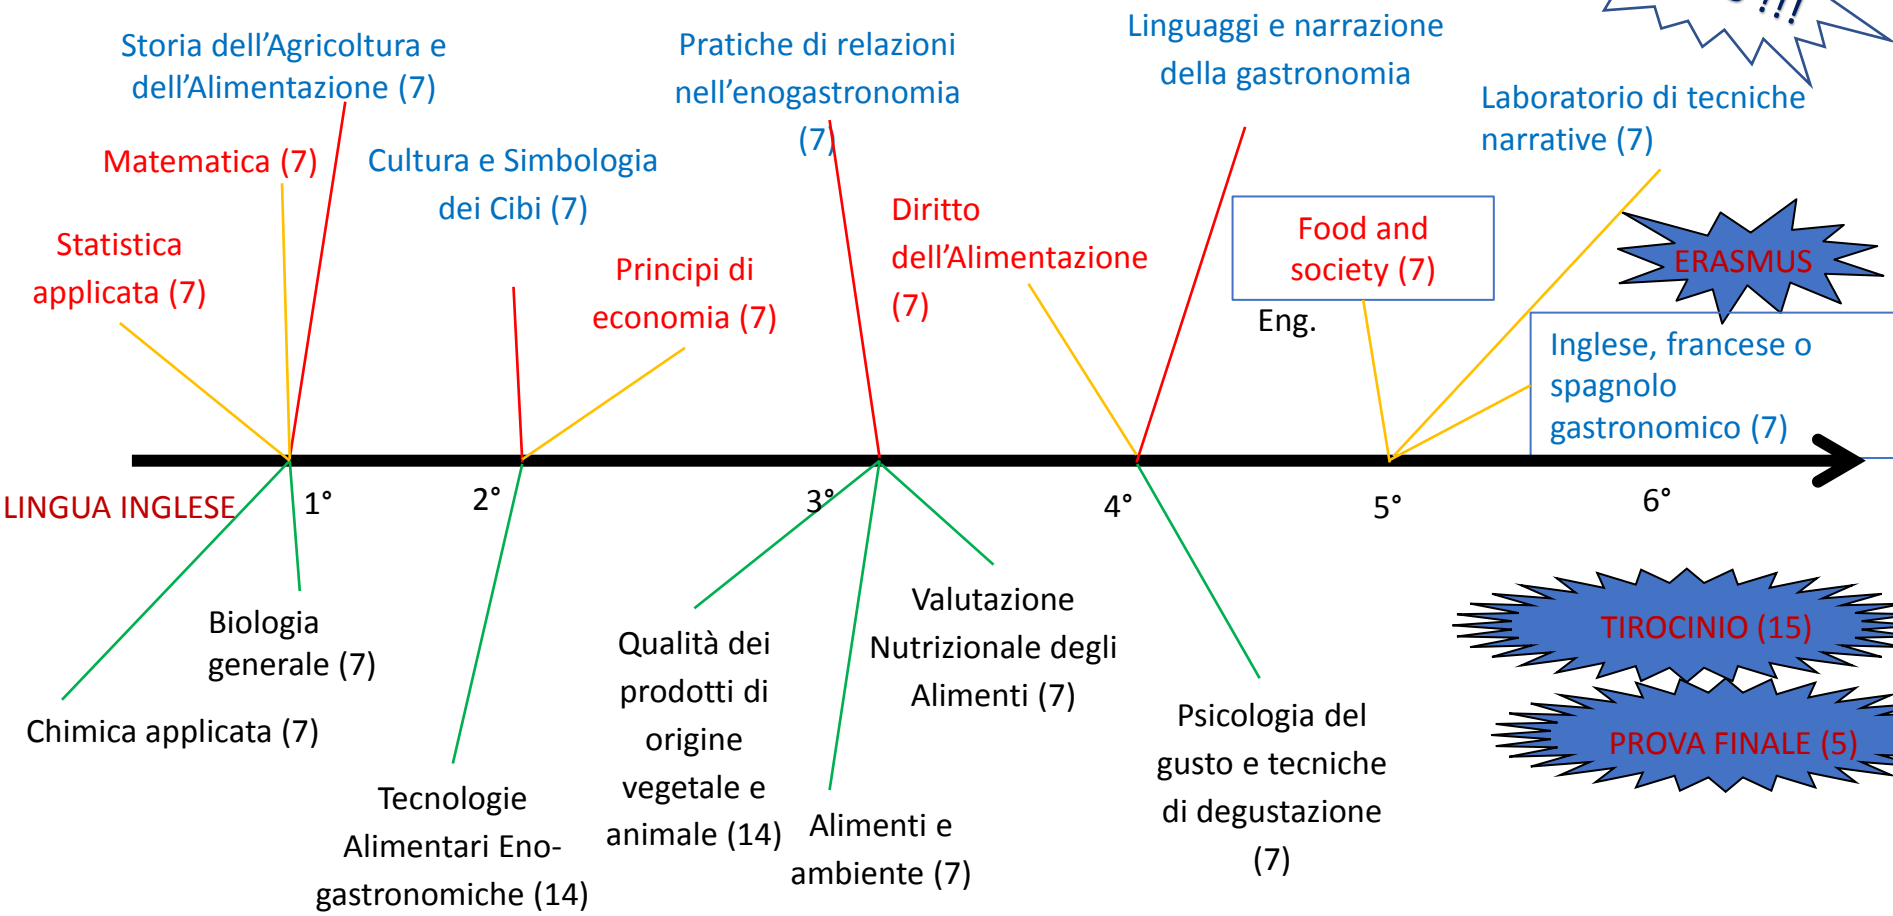 !!!
Storia dell'Agricoltura e
dell'Alimentazione (7)
Pratiche di relazioni
nell'enogastronomia
(7)
Linguaggi e narrazione
della gastronomia
Laboratorio di tecniche
narrative (7)
Matematica (7)
Cultura e Simbologia
dei Cibi (7)
Statistica
applicata (7)
Principi di
economia (7)
Diritto
dell'Alimentazione
(7)
Food and
society (7)
Eng.
ERASMUS
Inglese, francese o
spagnolo
gastronomico (7)
LINGUA INGLESE
1°
2°
3°
4°
5°
6°
Biologia
generale (7)
Chimica applicata (7)
Tecnologie
Alimentari Eno-
gastronomiche (14)
Qualità dei
prodotti di
origine
vegetale e
animale (14)
Alimenti e
ambiente (7)
Valutazione
Nutrizionale degli
Alimenti (7)
Psicologia del
gusto e tecniche
di degustazione
(7)
TIROCINIO (15)
PROVA FINALE (5)